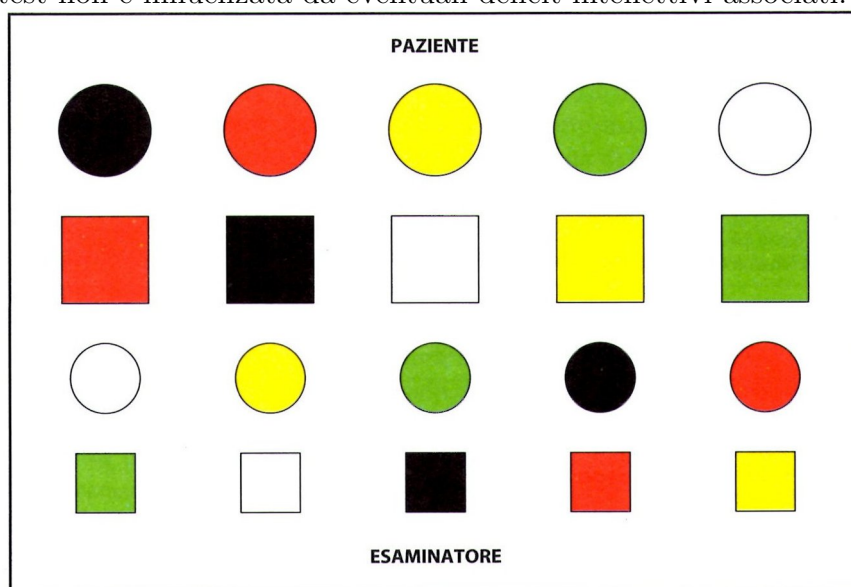 test non è influenzata da eventuali deficit intellettivi associati.
PAZIENTE
ESAMINATORE